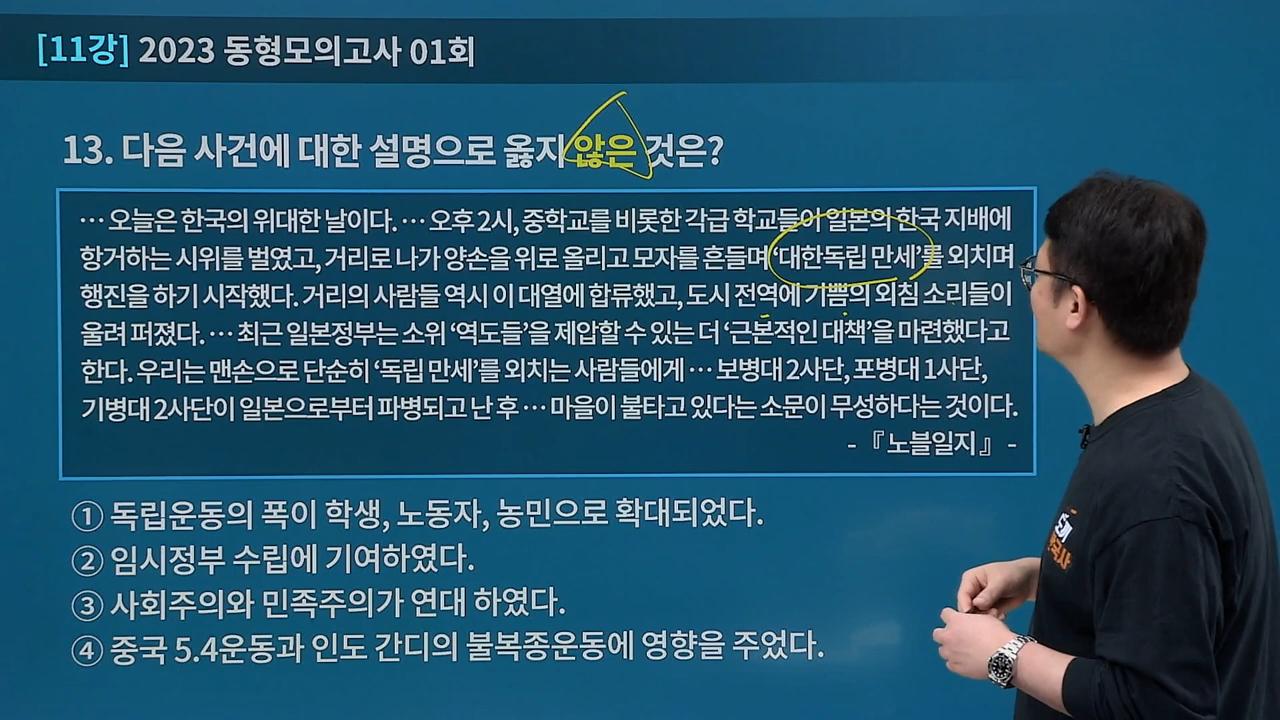 [11강] 2023 동형모의고사 01회
13. 다음 사건에 대한 설명으로 옳지 않은 것은?
… 오늘은 한국의 위대한 날이다. … 오후 2시, 중학교를 비롯한 각급 학교들이 일본의 한국 지배에
항거하는 시위를 벌였고, 거리로 나가 양손을 위로 올리고 모자를 흔들며 ‘대한독립 만세’를 외치며
행진을 하기 시작했다. 거리의 사람들 역시 이 대열에 합류했고, 도시 전역에 기쁨의 외침 소리들이
울려 퍼졌다. … 최근 일본정부는 소위 ‘역도들’을 제압할 수 있는 더 ‘근본적인 대책’을 마련했다고
한다. 우리는 맨손으로 단순히 ‘독립 만세’를 외치는 사람들에게 … 보병대 2사단, 포병대 1사단,
기병대 2사단이 일본으로부터 파병되고 난 후 … 마을이 불타고 있다는 소문이 무성하다는 것이다.
- 『노블일지』 -
① 독립운동의 폭이 학생, 노동자, 농민으로 확대되었다.
② 임시정부 수립에 기여하였다.
③ 사회주의와 민족주의가 연대 하였다.
④ 중국 5.4운동과 인도 간디의 불복종운동에 영향을 주었다.